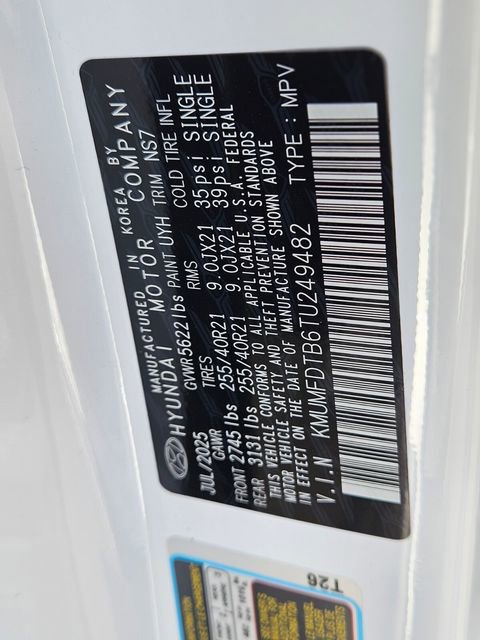 MANUFACTURED IN KOREA BY
HYUNDAI MOTOR COMPANY
JUL/2025 GVWR 5622 lbs PAINT UYH TRIM NS7
GAWR TIRES RIMS COLD TIRE INFL
FRONT 2745 lbs 255/40R21 9.0JX21 35psi SINGLE
REAR 3131 lbs 255/40R21 9.0JX21 39psi SINGLE
THIS VEHICLE CONFORMS TO ALL APPLICABLE U.S.A. FEDERAL
MOTOR VEHICLE SAFETY AND THEFT PREVENTION STANDARDS
IN EFFECT ON THE DATE OF MANUFACTURE SHOWN ABOVE
V.I.N KMUMFDTB6TU249482 TYPE : MPV
T26